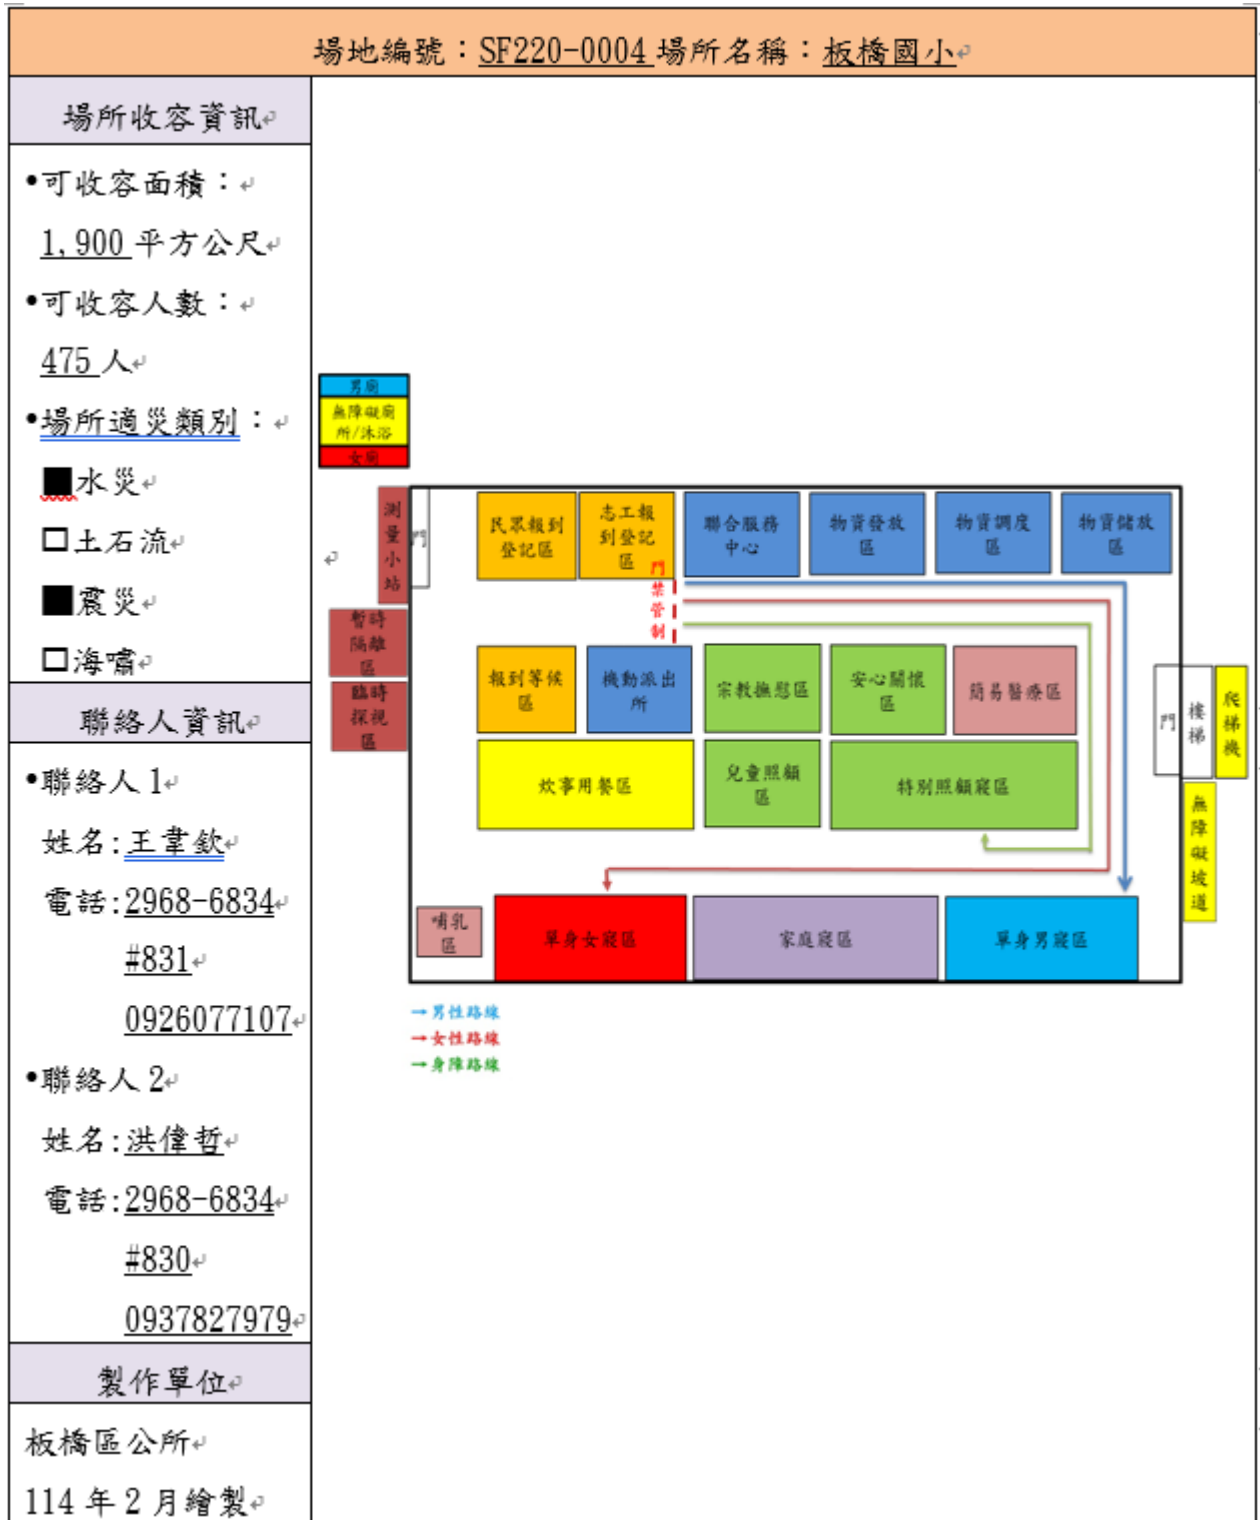 場地編號：SF220-0004 場所名稱：板橋國小
場所收容資訊
•可收容面積：
1,900 平方公尺
•可收容人數：
475 人
•場所適災類別：
■水災
□土石流
■震災
□海嘯
聯絡人資訊
•聯絡人 1
姓名:王韋欽
電話:2968-6834
#831
0926077107
•聯絡人 2
姓名:洪偉哲
電話:2968-6834
#830
0937827979
製作單位
板橋區公所
114 年 2 月繪製
男廁
無障礙廁
所/沐浴
女廁
測
量
小
站
門
暫時
隔離
區
臨時
探視
區
民眾報到
登記區
志工報
到登記
區
聯合服務
中心
物資發放
區
物資調度
區
物資儲放
區
門
禁
管
制
報到等候
區
機動派出
所
宗教撫慰區
安心關懷
區
簡易醫療區
炊事用餐區
兒童照顧
區
特別照顧寢區
門
樓
梯
爬
梯
機
無
障
礙
坡
道
哺乳
區
單身女寢區
家庭寢區
單身男寢區
→男性路線
→女性路線
→身障路線